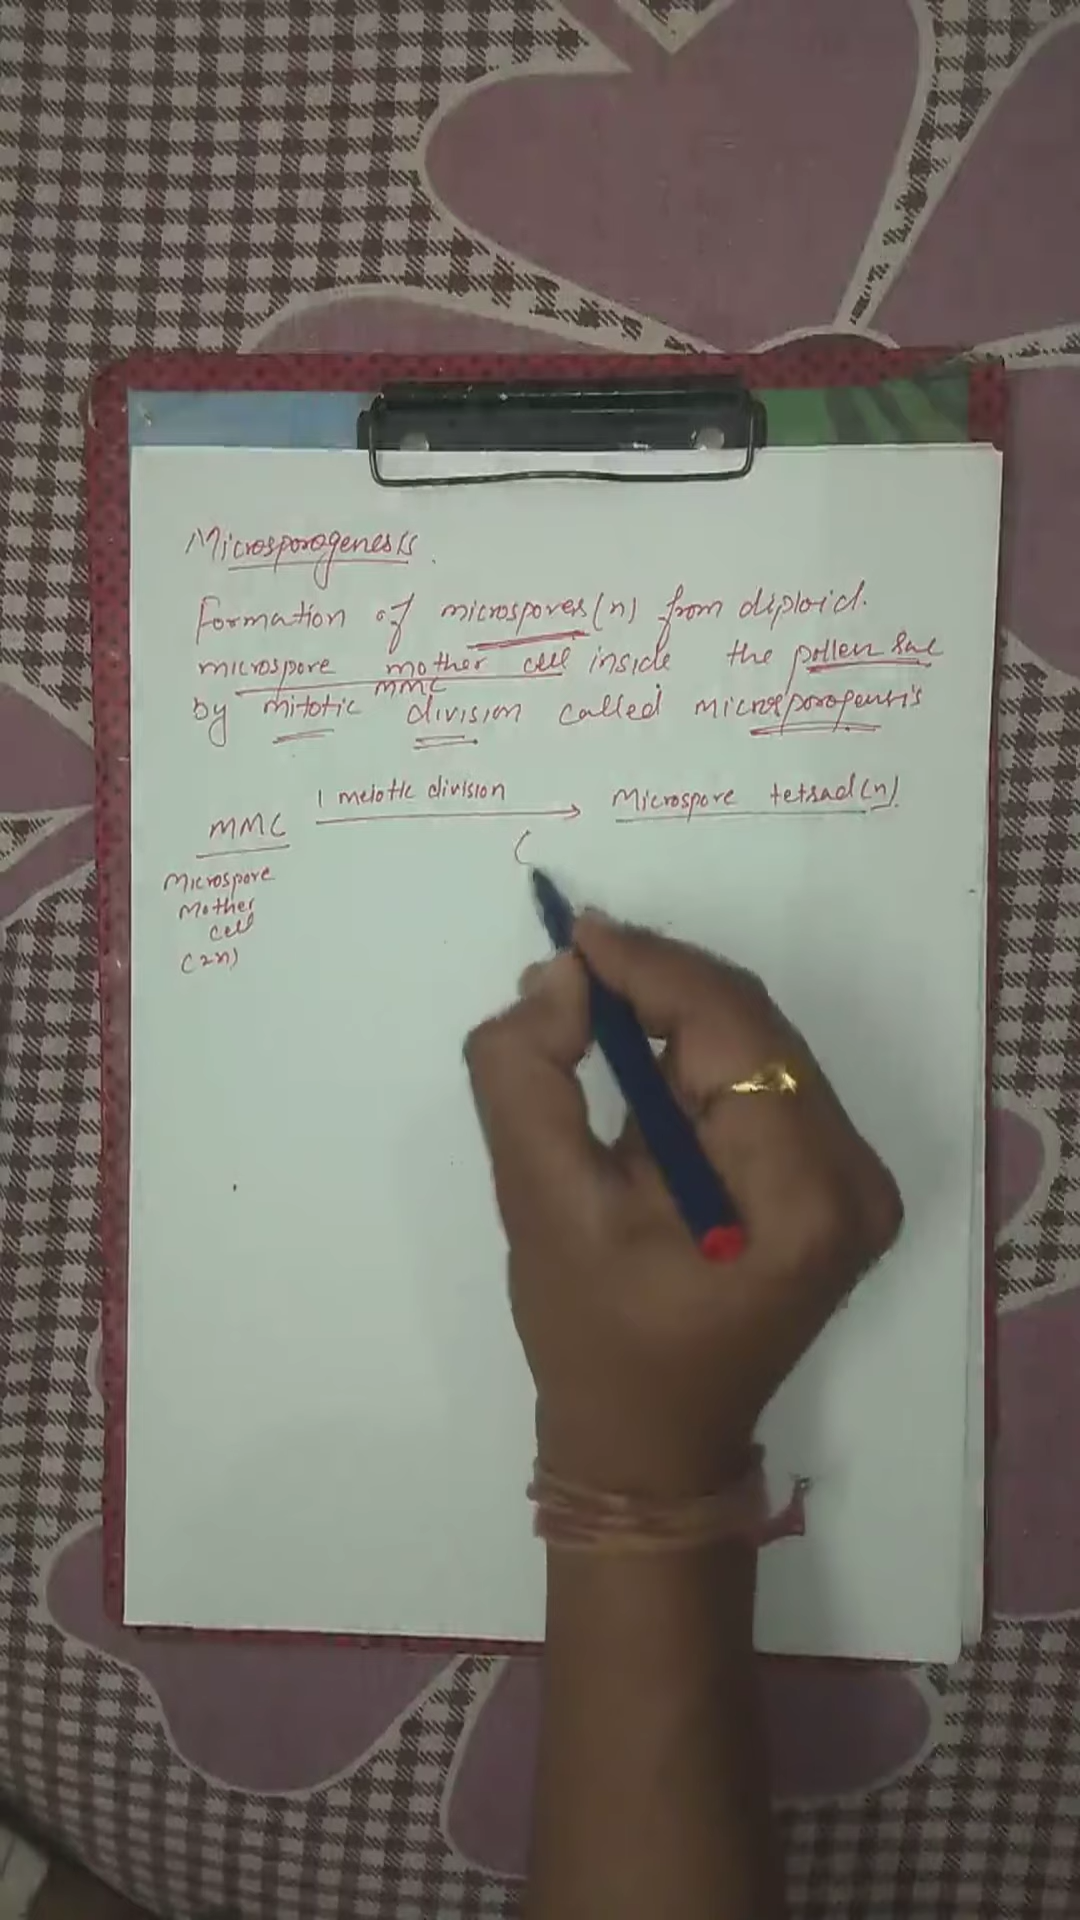 Microsporogenesis.
Formation of microspores(n) from diploid.
microspore mother cell inside the pollen sac
MMC
by mitotic division called microsporogenesis
1 meiotic division
MMC
Microspore tetrad(n).
Microspore
Mother
cell
(2n)
(